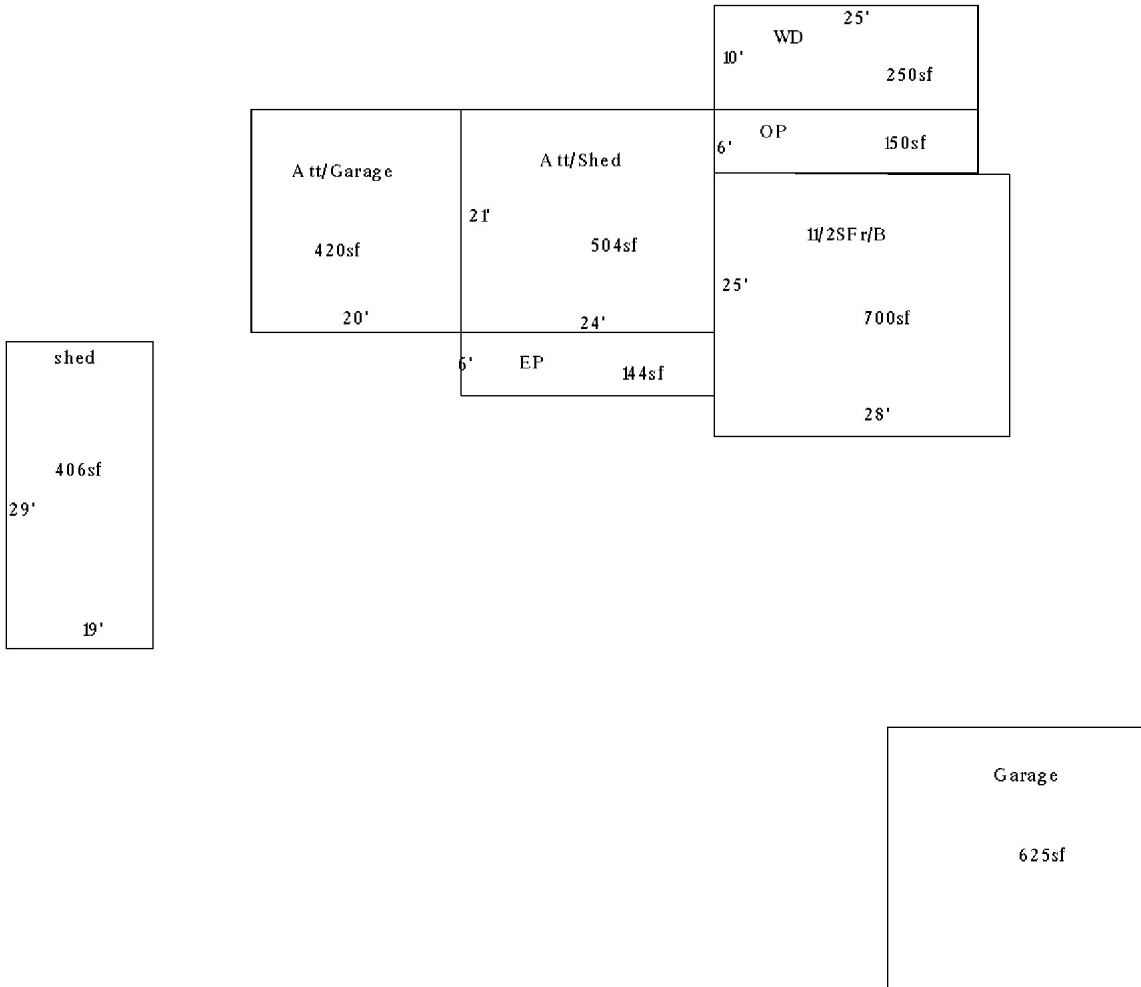 25'
WD
10'
250sf
OP
6'
150sf
Att/Garage
Att/Shed
21'
420sf
504sf
20'
24'
11/2SFr/B
25'
700sf
28'
6'
EP
144sf
shed
406sf
29'
19'
Garage
625sf